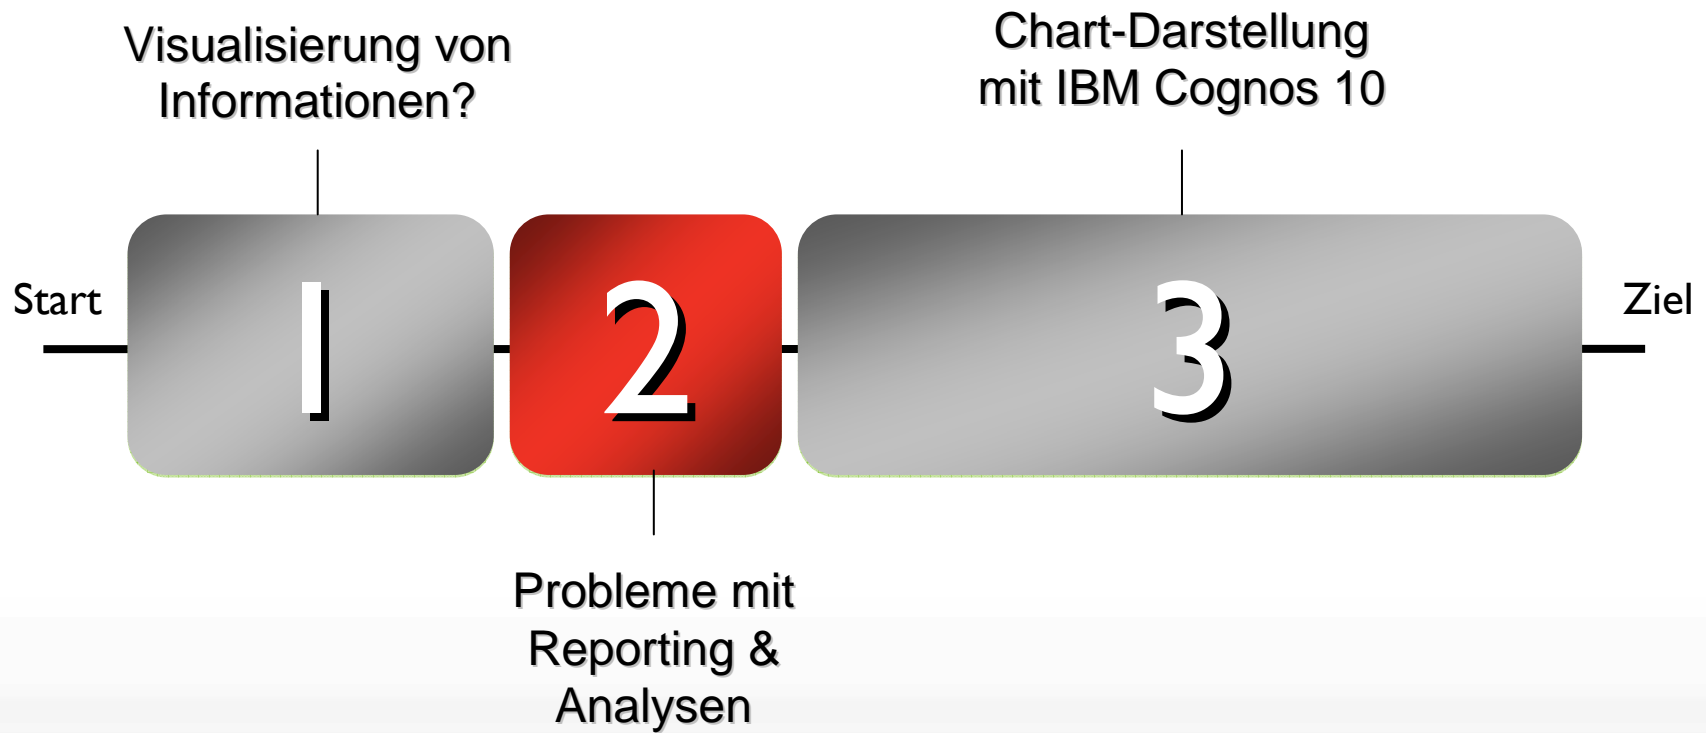 Visualisierung von
Informationen?
Chart-Darstellung
mit IBM Cognos 10
Start
1
2
3
Ziel
Probleme mit
Reporting &
Analysen